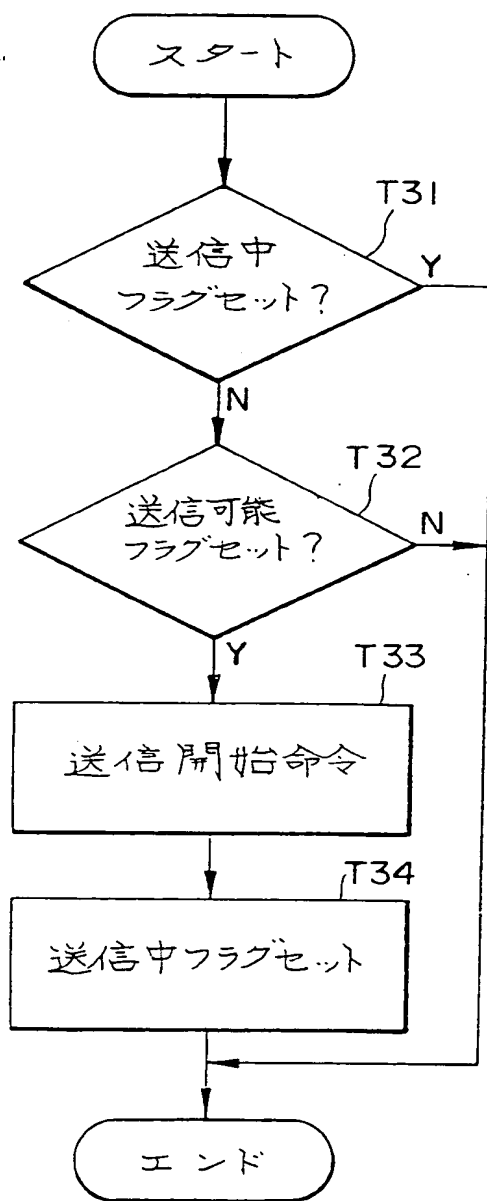 スタート
T31
送信中
フラグセット?
Y
N
T32
送信可能
フラグセット?
N
Y
T33
送信開始命令
T34
送信中フラグセット
エンド